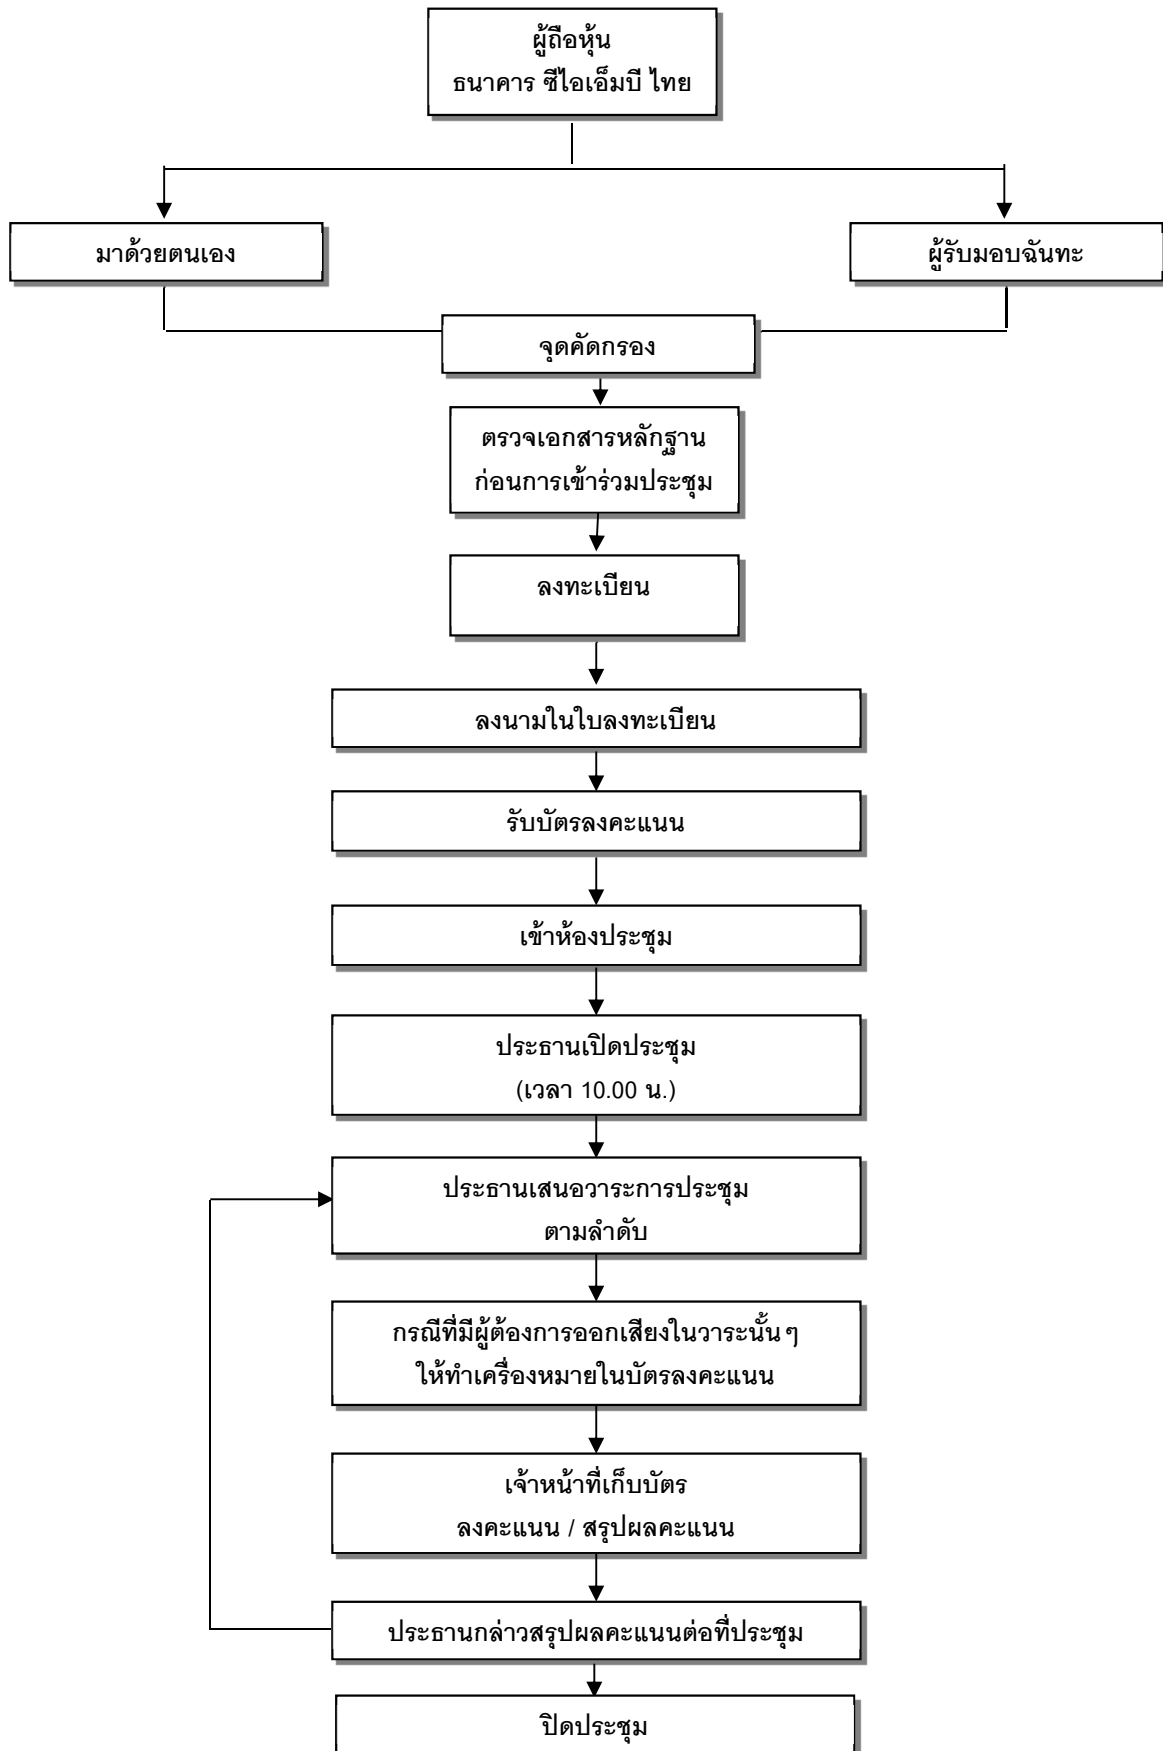 ผู้ถือหุ้น
ธนาคาร ซีไอเอ็มบี ไทย
มาด้วยตนเอง
ผู้รับมอบฉันทะ
จุดคัดกรอง
ตรวจเอกสารหลักฐาน
ก่อนการเข้าร่วมประชุม
ลงทะเบียน
ลงนามในใบลงทะเบียน
รับบัตรลงคะแนน
เข้าห้องประชุม
ประธานเปิดประชุม
(เวลา 10.00 น.)
ประธานเสนอวาระการประชุม
ตามลำดับ
กรณีที่มีผู้ต้องการออกเสียงในวาระนั้น ๆ
ให้ทำเครื่องหมายในบัตรลงคะแนน
เจ้าหน้าที่เก็บบัตร
ลงคะแนน / สรุปผลคะแนน
ประธานกล่าวสรุปผลคะแนนต่อที่ประชุม
ปิดประชุม